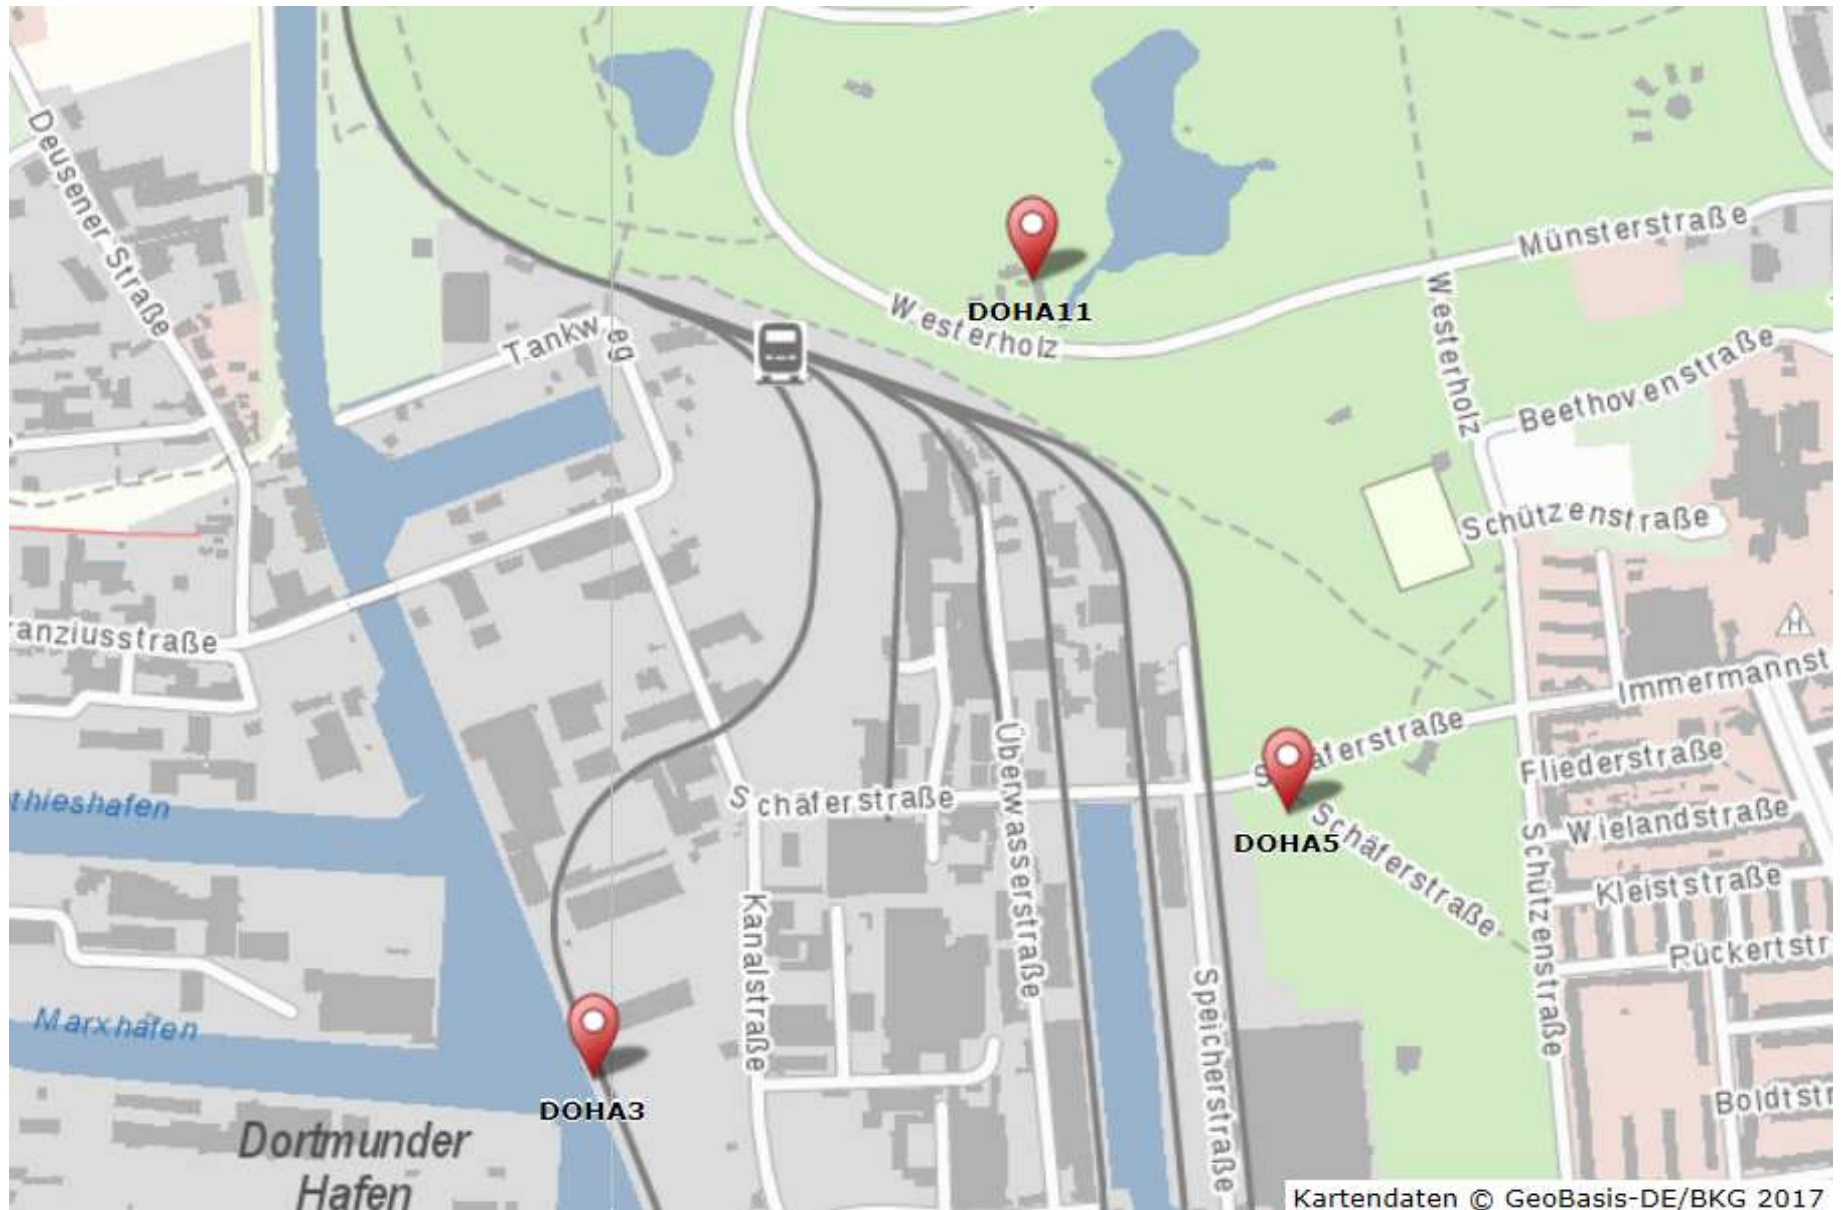 Deusener Straße
Münsterstraße
DOHA11
Westerholz
Westerholz
Tankweg
Beethovenstraße
Schützenstraße
H
ranziusstraße
Immermannst
Überwasserstraße
Schäferstraße
Fliederstraße
thieshafen
Schäferstraße
Wielandstraße
DOHA5
Schäferstraße
Schützenstraße
Kleiststraße
Kanalstraße
Pückertstr
Speicherstraße
Marxhafen
DOHA3
Boldtstr
Dortmunder
Hafen
Kartendaten © GeoBasis-DE/BKG 2017